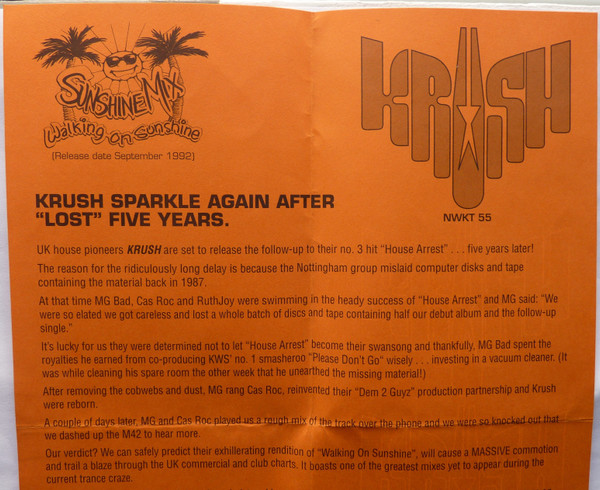 SUNSHINE MIX
Walking on Sunshine
(Release date September 1992)
KRUSH
NWKT 55
KRUSH SPARKLE AGAIN AFTER
“LOST” FIVE YEARS.
UK house pioneers KRUSH are set to release the follow-up to their no. 3 hit “House Arrest” . . . five years later!
The reason for the ridiculously long delay is because the Nottingham group mislaid computer disks and tape
containing the material back in 1987.
At that time MG Bad, Cas Roc and RuthJoy were swimming in the heady success of “House Arrest” and MG said: “We
were so elated we got careless and lost a whole batch of discs and tape containing half our debut album and the follow-up
single.”
It’s lucky for us they were determined not to let “House Arrest” become their swansong and thankfully, MG Bad spent the
royalties he earned from co-producing KWS’ no. 1 smasheroo “Please Don’t Go” wisely . . . investing in a vacuum cleaner. (It
was while cleaning his spare room the other week that he unearthed the missing material!)
After removing the cobwebs and dust, MG rang Cas Roc, reinvented their “Dem 2 Guyz” production partnership and Krush
were reborn.
A couple of days later, MG and Cas Roc played us a rough mix of the track over the phone and we were so knocked out that
we dashed up the M42 to hear more.
Our verdict? We can safely predict their exhillerating rendition of “Walking On Sunshine”, will cause a MASSIVE commotion
and trail a blaze through the UK commercial and club charts. It boasts one of the greatest mixes yet to appear during the
current trance craze.